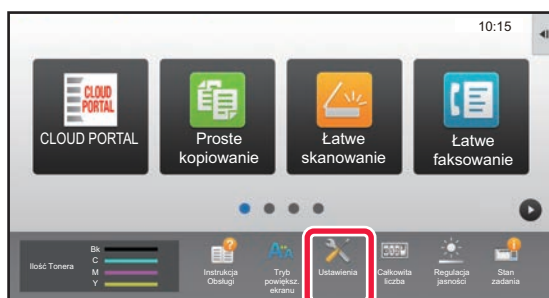 10:15
CLOUD
PORTAL
CLOUD PORTAL
Proste
kopiowanie
Łatwe
skanowanie
Łatwe
faksowanie
Ilość Tonera
Bk
C
M
Y
Instrukcja
Obsługi
Tryb
powiększ.
ekranu
Ustawienia
Całkowita
liczba
Regulacja
jasności
Stan
zadania